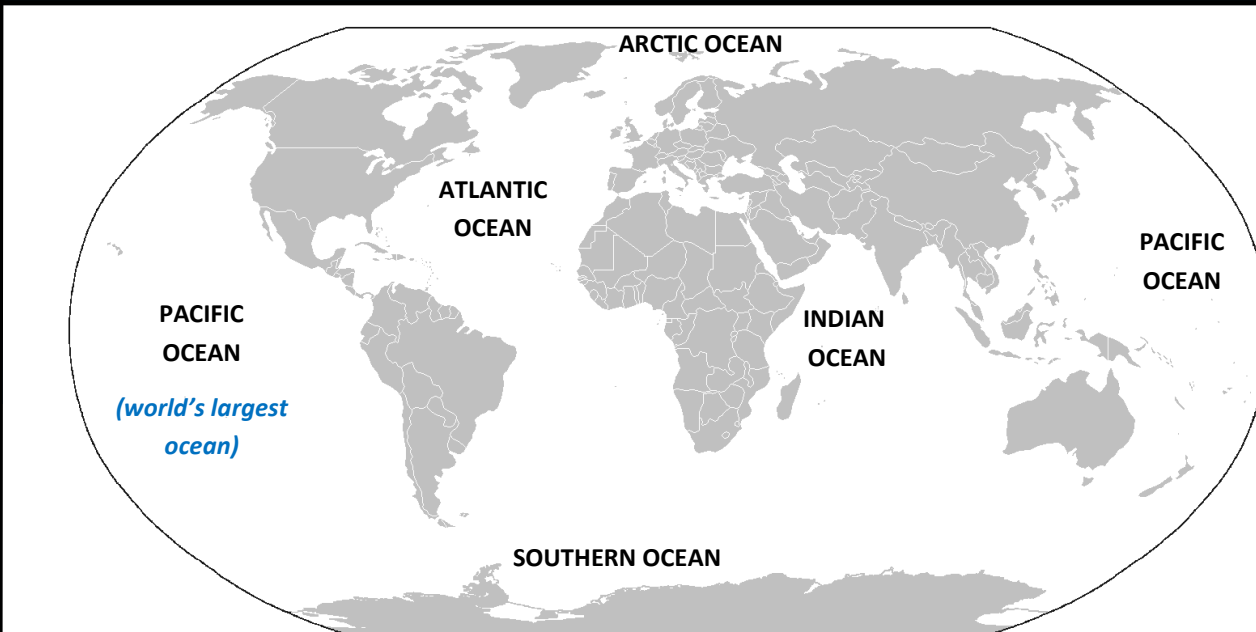 ARCTIC OCEAN
ATLANTIC
OCEAN
PACIFIC
OCEAN
INDIAN
OCEAN
PACIFIC
OCEAN
(world's largest
ocean)
SOUTHERN OCEAN